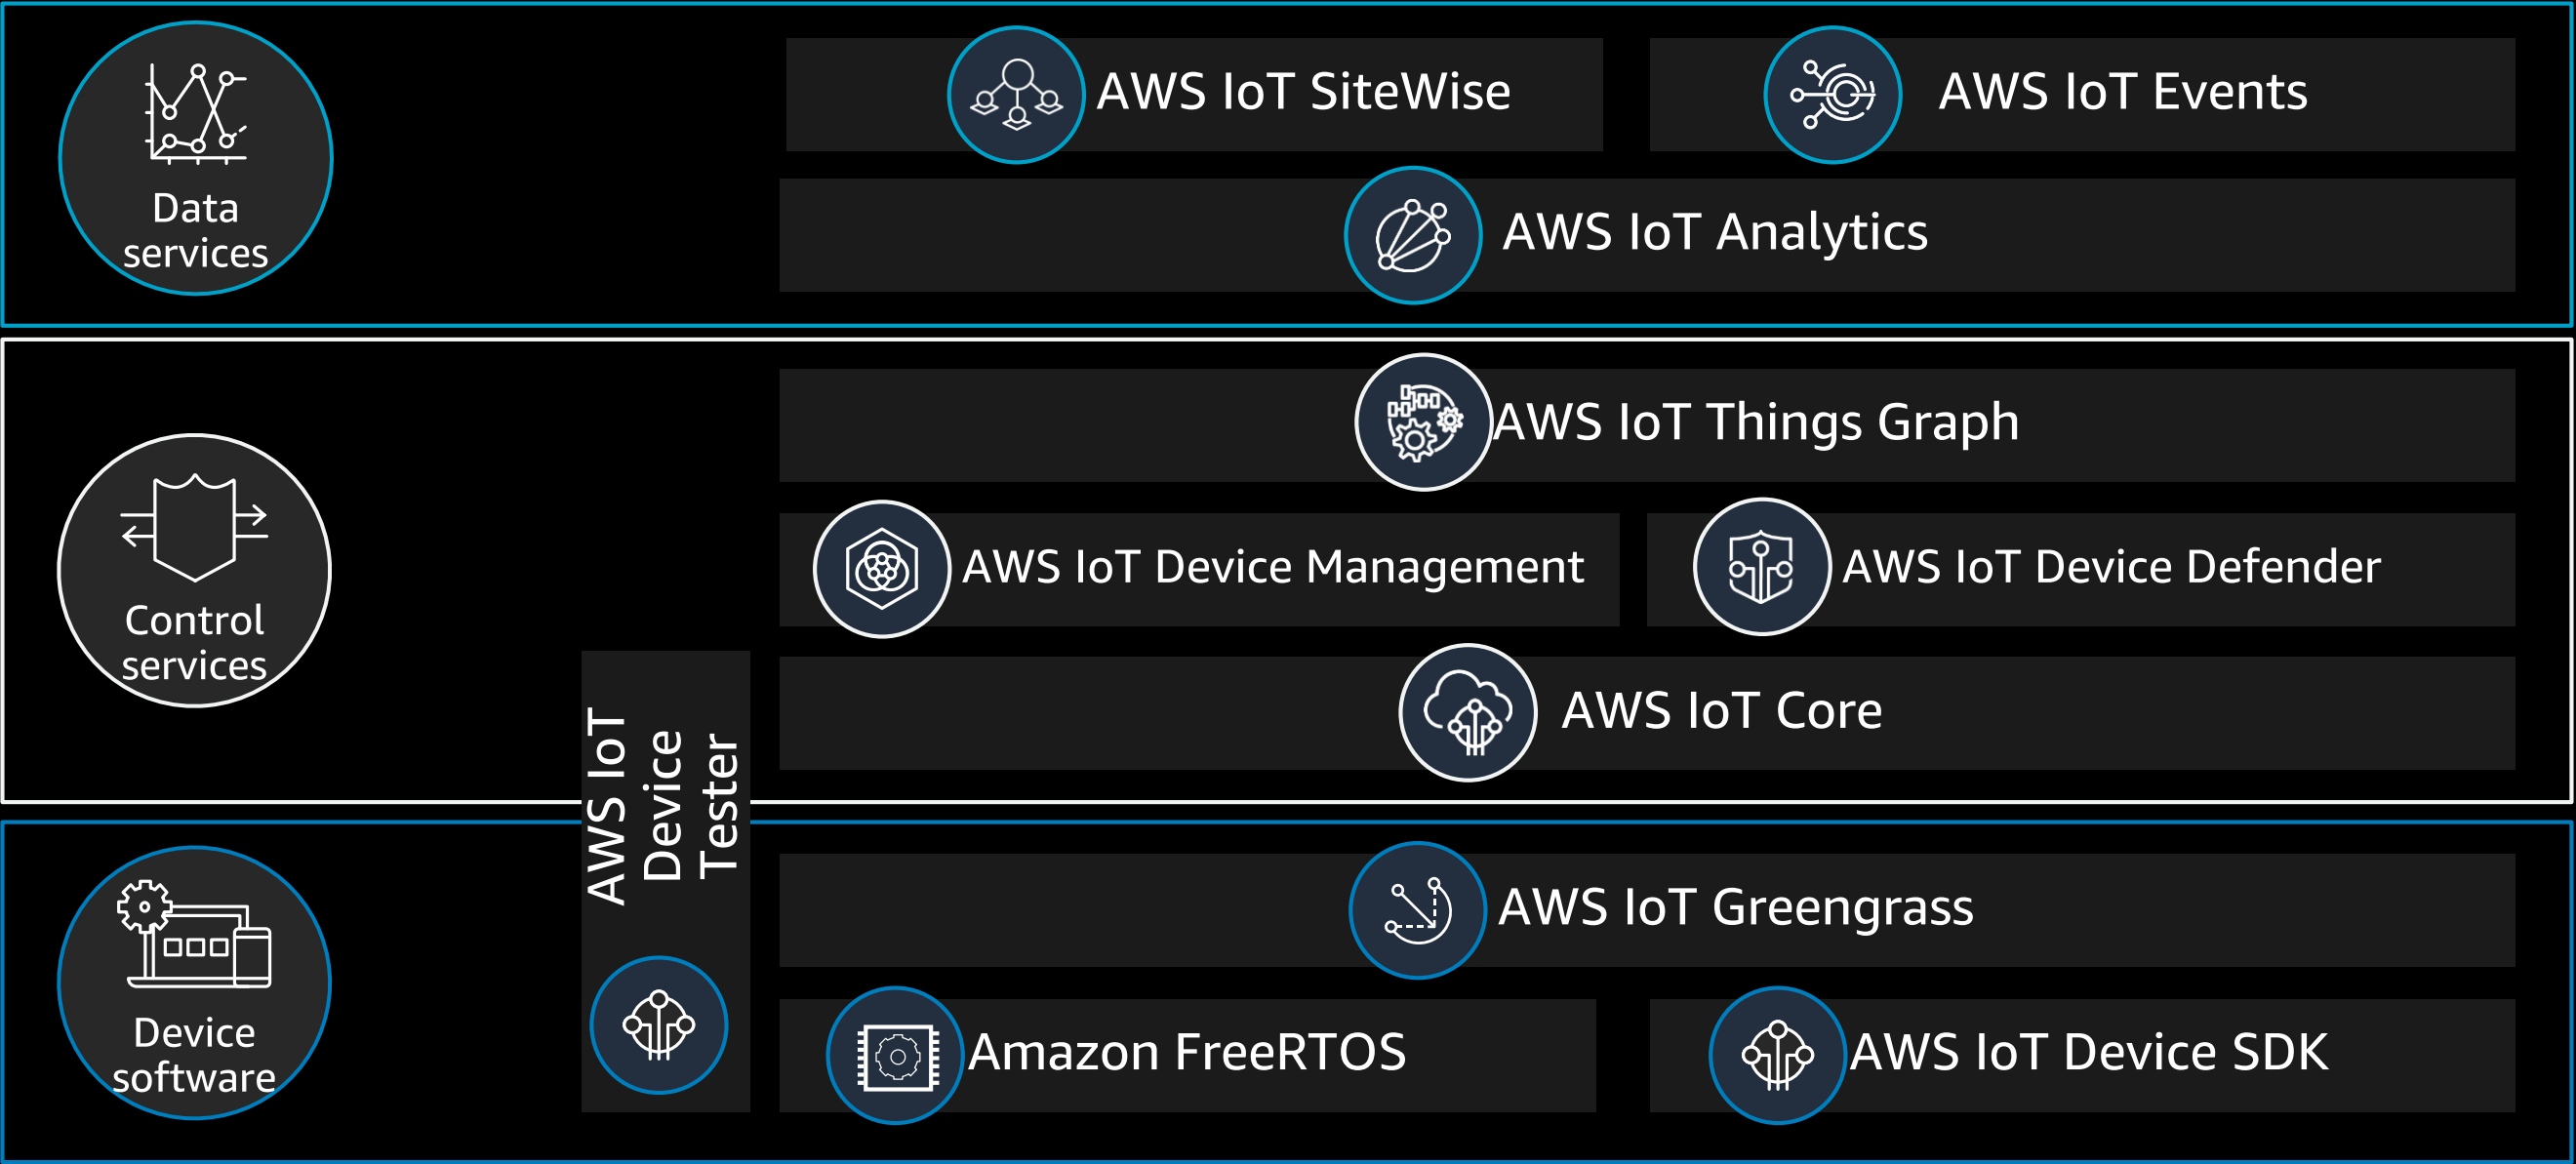 Data
services
AWS IoT SiteWise
AWS IoT Events
AWS IoT Analytics
Control
services
AWS IoT Things Graph
AWS IoT Device Management
AWS IoT Device Defender
AWS IoT Core
AWS IoT
Device
Tester
Device
software
AWS IoT Greengrass
Amazon FreeRTOS
AWS IoT Device SDK